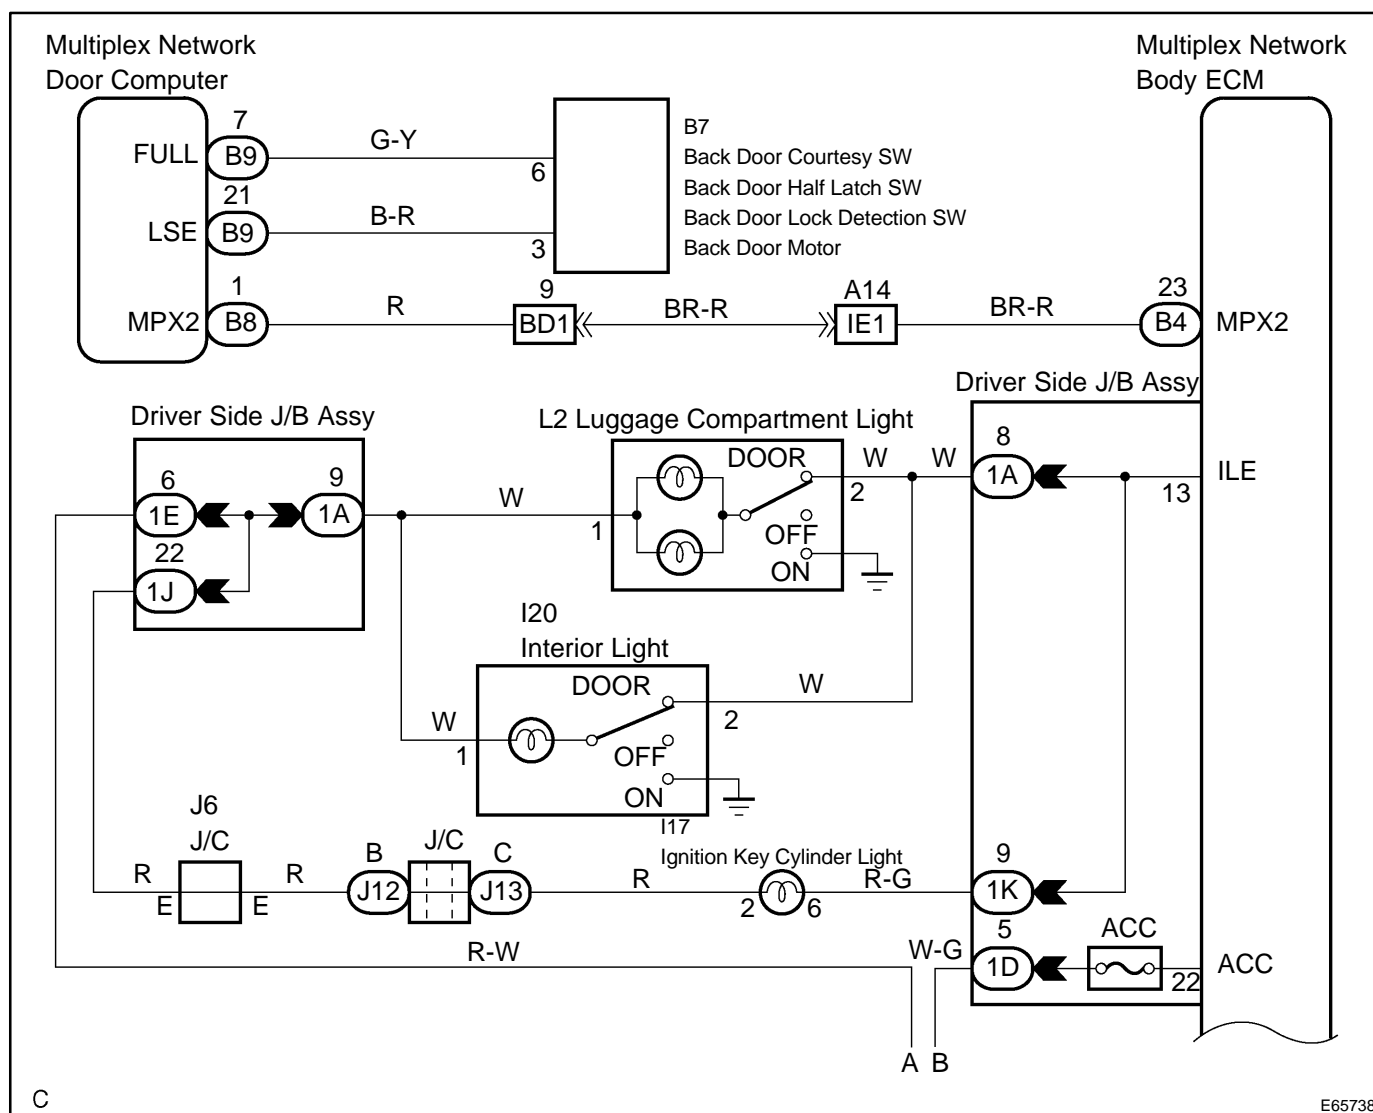 Multiplex Network
Door Computer
Multiplex Network
Body ECM
7
FULL
B9
G-Y
6
21
LSE
B9
B-R
3
B7
Back Door Courtesy SW
Back Door Half Latch SW
Back Door Lock Detection SW
Back Door Motor
1
MPX2
B8
R
9
BD1
BR-R
A14
IE1
BR-R
23
B4
MPX2
Driver Side J/B Assy
Driver Side J/B Assy
L2 Luggage Compartment Light
6
1E
9
1A
22
1J
W
1
DOOR
OFF
ON
W
2
W
8
1A
13
ILE
I20
Interior Light
DOOR
OFF
ON
W
1
2
W
I17
J6
J/C
R
E
E
R
B
J12
J/C
C
J13
R
Ignition Key Cylinder Light
2
6
R-G
9
1K
5
1D
W-G
ACC
22
ACC
R-W
A
B
C
E65738